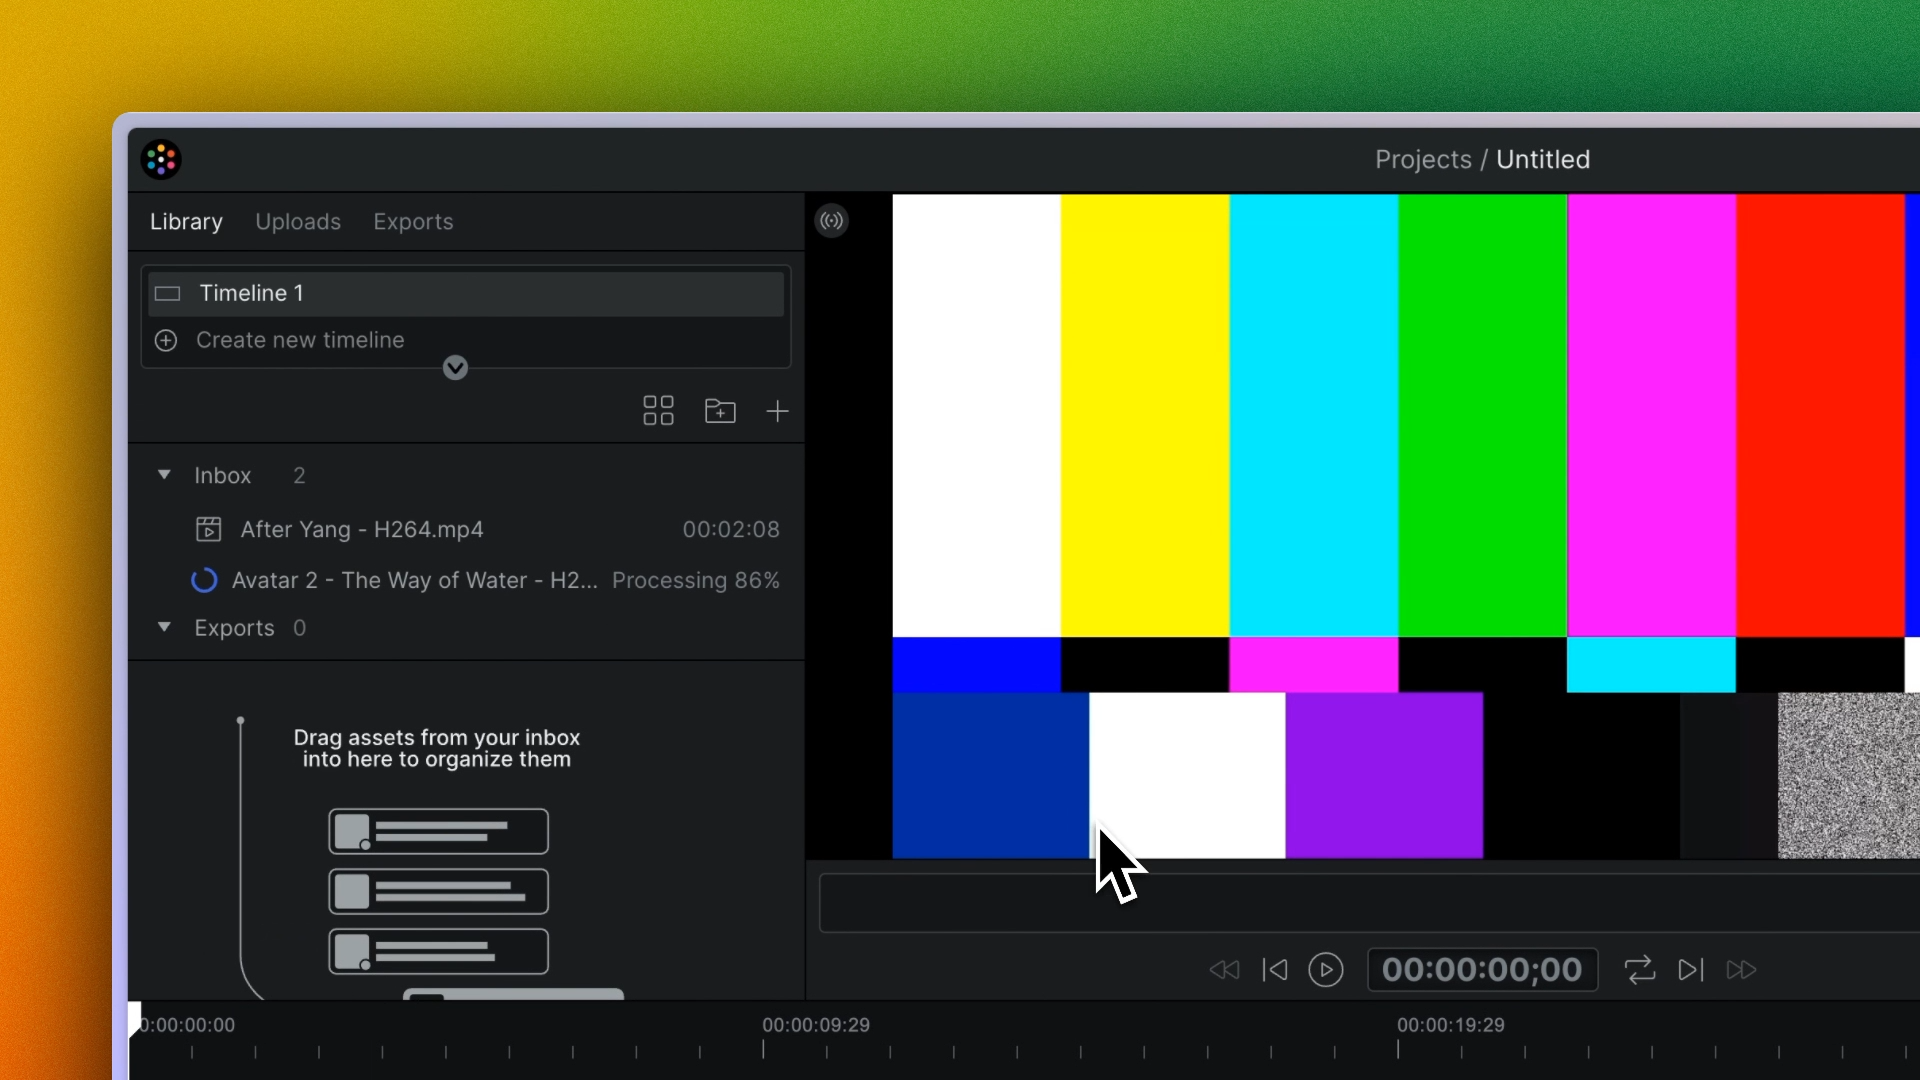 Projects / Untitled
Library Uploads Exports
Timeline 1
Create new timeline
Inbox 2
After Yang - H264.mp4 00:02:08
Avatar 2 - The Way of Water - H2... Processing 86%
Exports 0
Drag assets from your inbox
into here to organize them
00:00:00;00
0:00:00:00 00:00:09:29 00:00:19:29